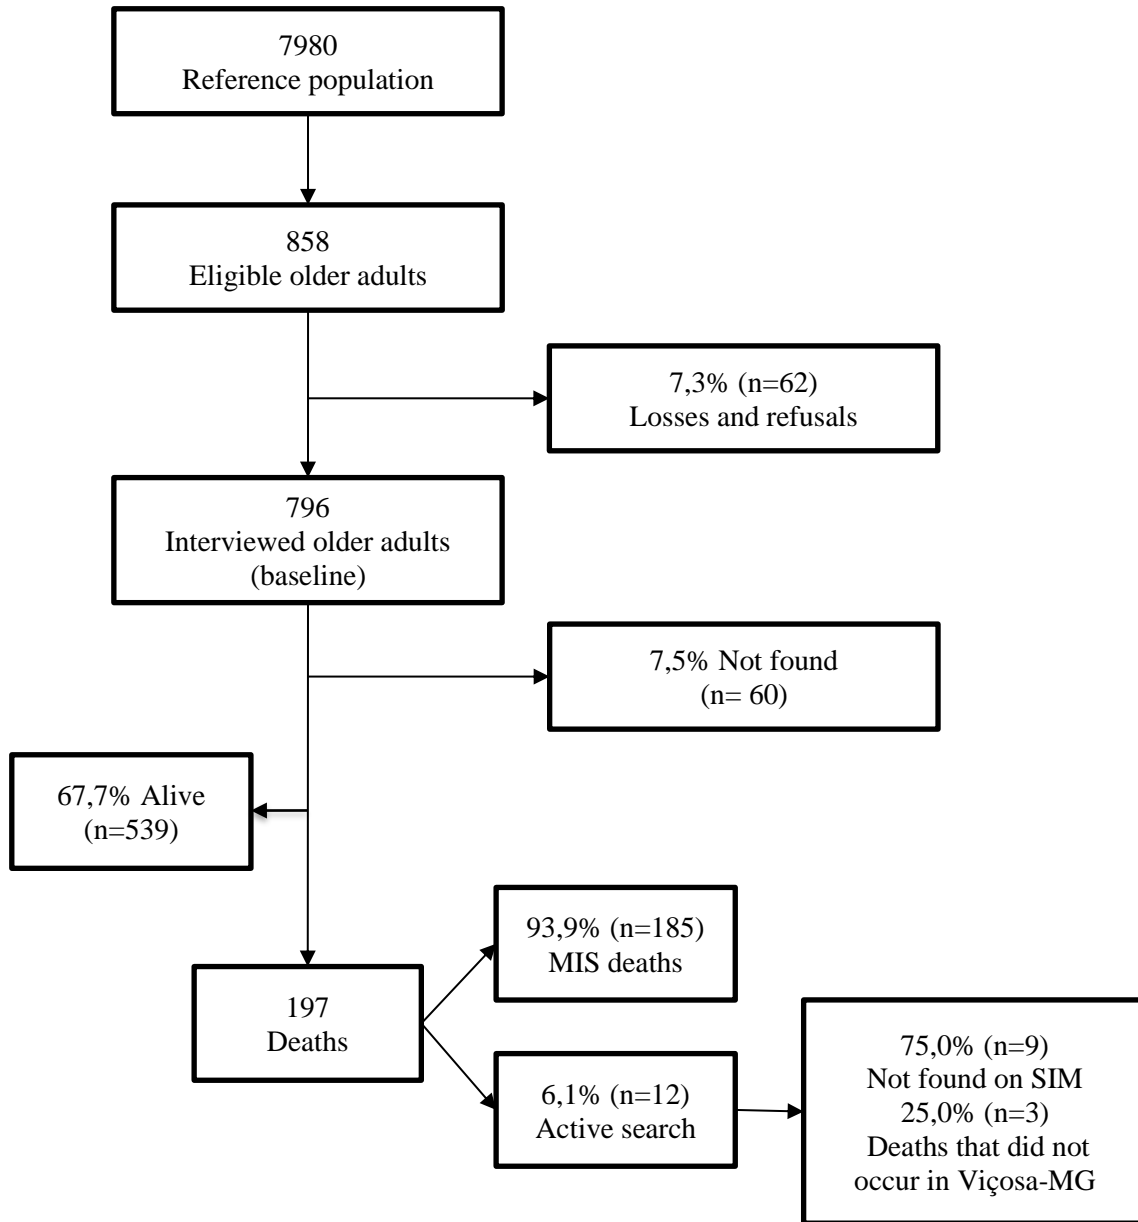 7980
Reference population
858
Eligible older adults
7,3% (n=62)
Losses and refusals
796
Interviewed older adults
(baseline)
7,5% Not found
(n= 60)
67,7% Alive
(n=539)
93,9% (n=185)
MIS deaths
197
Deaths
6,1% (n=12)
Active search
75,0% (n=9)
Not found on SIM
25,0% (n=3)
Deaths that did not
occur in Viçosa-MG